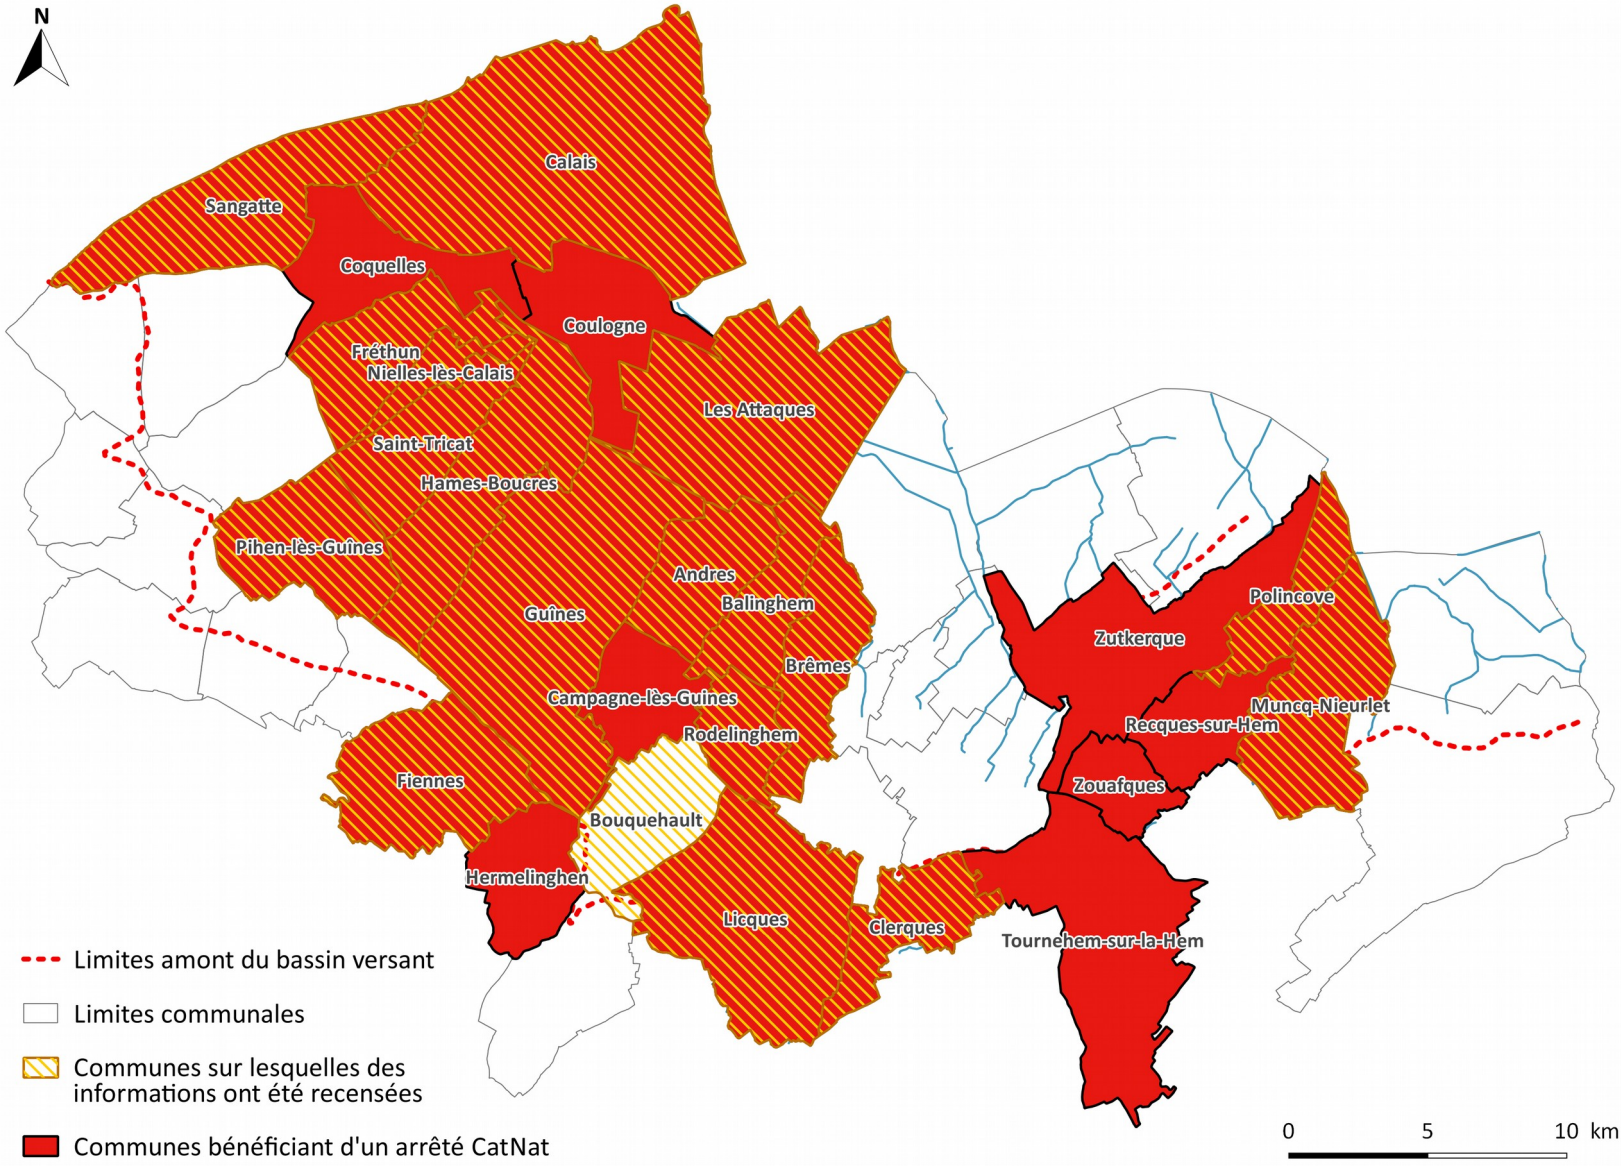 N
Calais
Sangatte
Coquelles
Coulogne
Fréthun
Nielles-lès-Calais
Les Attaques
Saint-Tricat
Hames-Boucres
Pihen-lès-Guînes
Andres
Polincove
Balinghem
Guînes
Zutkerque
Brêmes
Campagne-lès-Guines
Muncq-Nieurlet
Recques-sur-Hem
Rodelinghem
Fiennes
Zouafques
Bouquehault
Hermelinghen
Licques
Clerques
Tournehem-sur-la-Hem
Limites amont du bassin versant
Limites communales
Communes sur lesquelles des
informations ont été recensées
Communes bénéficiant d'un arrêté CatNat
0 5 10 km